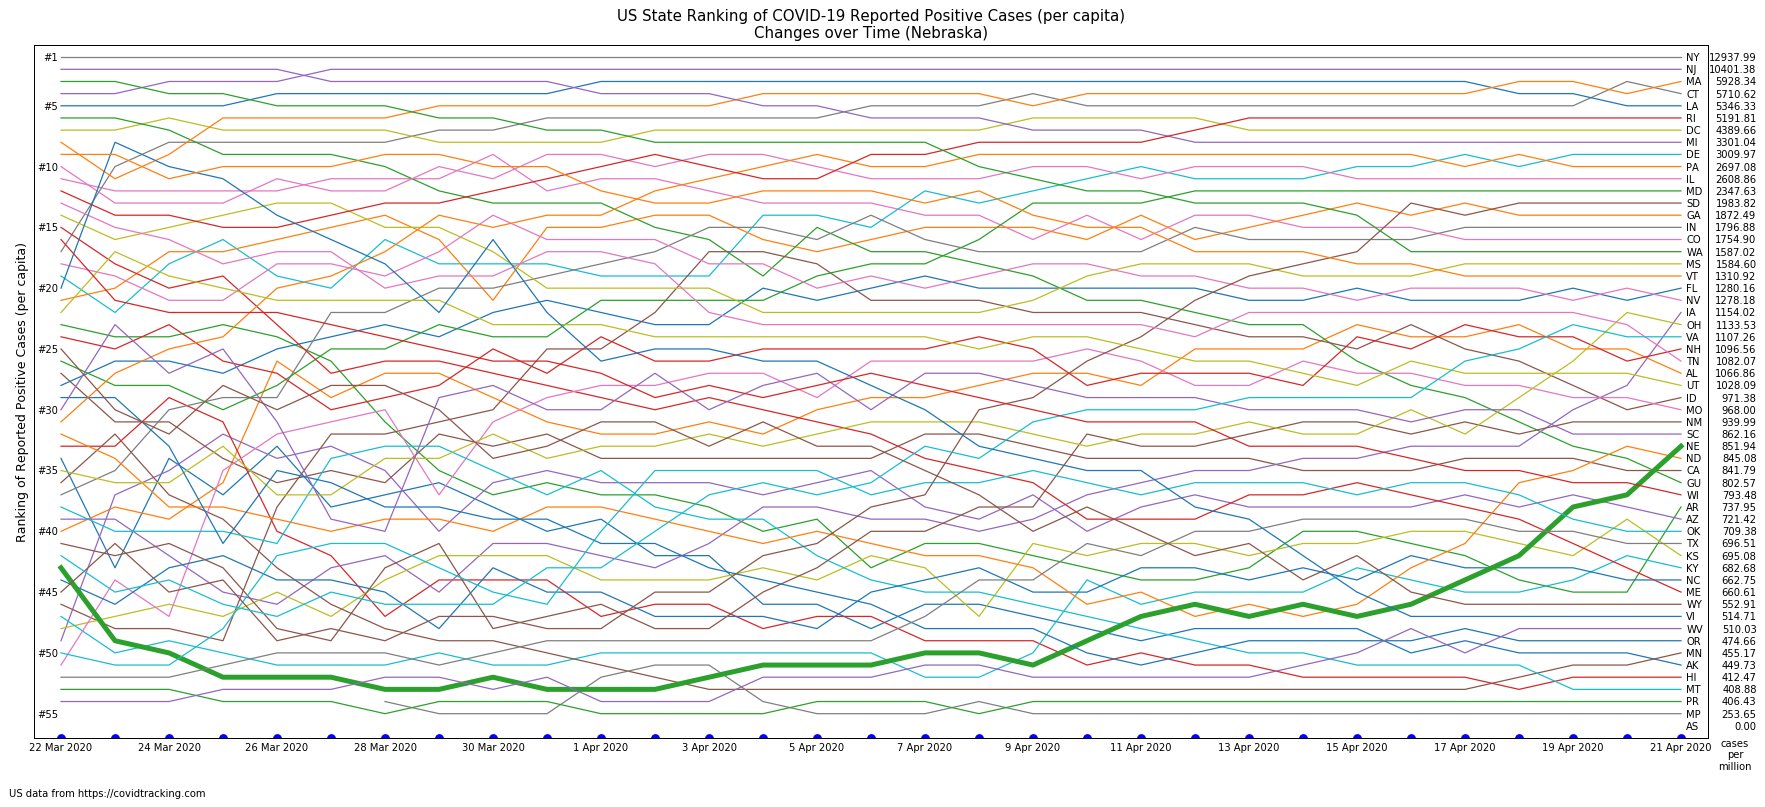 US State Ranking of COVID-19 Reported Positive Cases (per capita)
Changes over Time (Nebraska)
Ranking of Reported Positive Cases (per capita)
#1
#5
#10
#15
#20
#25
#30
#35
#40
#45
#50
#55
NY 12937.99
NJ 10401.38
MA 5928.34
CT 5710.62
LA 5346.33
RI 5191.81
DC 4389.66
MI 3301.04
DE 3009.97
PA 2697.08
IL 2608.86
MD 2347.63
SD 1983.82
GA 1872.49
IN 1796.88
CO 1754.90
WA 1587.02
MS 1584.60
VT 1310.92
FL 1280.16
NV 1278.18
IA 1154.02
OH 1133.53
VA 1107.26
NH 1096.56
TN 1082.07
AL 1066.86
UT 1028.09
ID 971.38
MO 968.00
NM 939.99
SC 862.16
NE 851.94
ND 845.08
CA 841.79
GU 802.57
WI 793.48
AR 737.95
AZ 721.42
OK 709.38
TX 696.51
KS 695.08
KY 682.68
NC 662.75
ME 660.61
WY 552.91
VI 514.71
WV 510.03
OR 474.66
MN 455.17
AK 449.73
HI 412.47
MT 408.88
PR 406.43
MP 253.65
AS 0.00
22 Mar 2020 24 Mar 2020 26 Mar 2020 28 Mar 2020 30 Mar 2020 1 Apr 2020 3 Apr 2020 5 Apr 2020 7 Apr 2020 9 Apr 2020 11 Apr 2020 13 Apr 2020 15 Apr 2020 17 Apr 2020 19 Apr 2020 21 Apr 2020
cases
per
million
US data from https://covidtracking.com